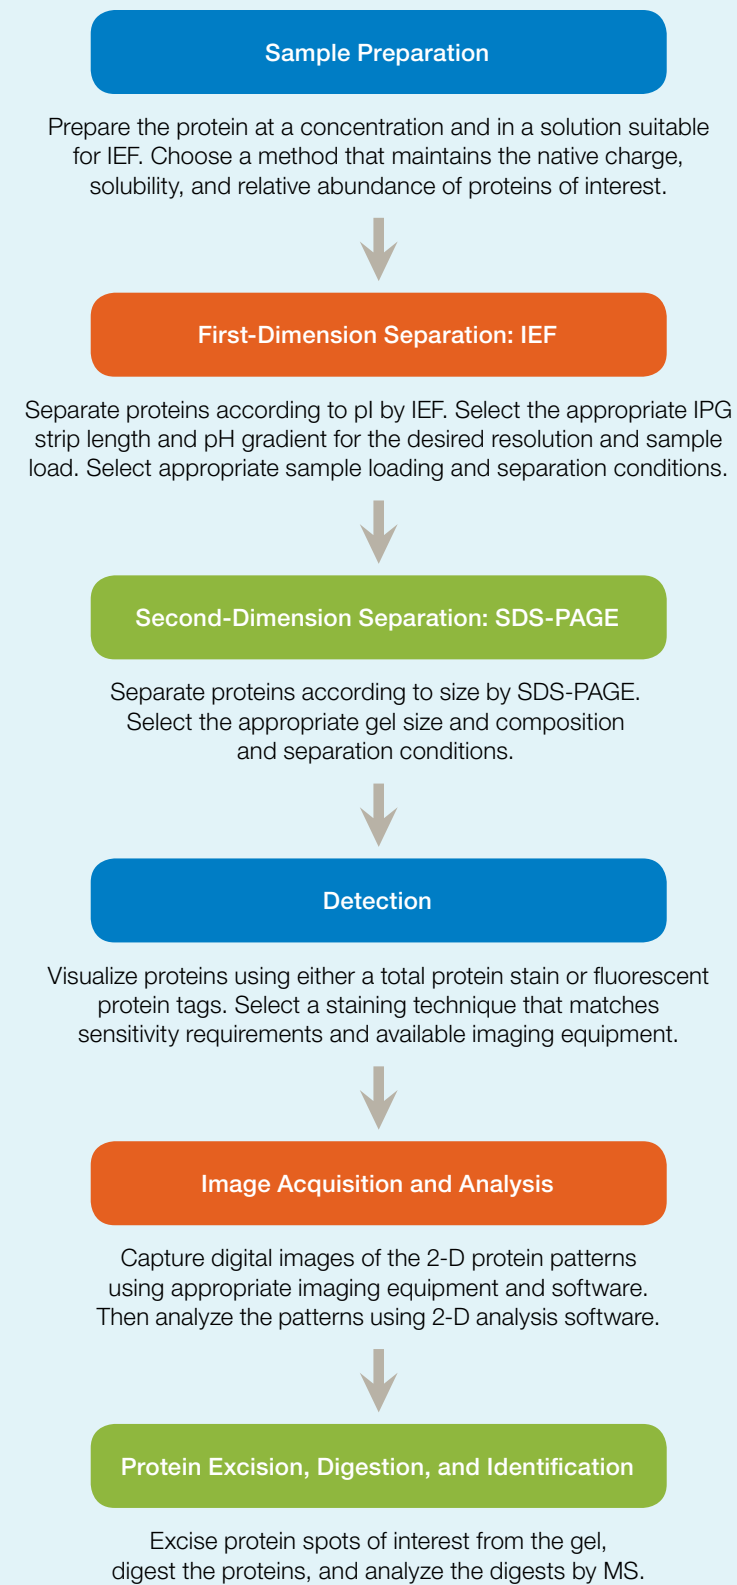 Sample Preparation
Prepare the protein at a concentration and in a solution suitable
for IEF. Choose a method that maintains the native charge,
solubility, and relative abundance of proteins of interest.
First-Dimension Separation: IEF
Separate proteins according to pI by IEF. Select the appropriate IPG
strip length and pH gradient for the desired resolution and sample
load. Select appropriate sample loading and separation conditions.
Second-Dimension Separation: SDS-PAGE
Separate proteins according to size by SDS-PAGE.
Select the appropriate gel size and composition
and separation conditions.
Detection
Visualize proteins using either a total protein stain or fluorescent
protein tags. Select a staining technique that matches
sensitivity requirements and available imaging equipment.
Image Acquisition and Analysis
Capture digital images of the 2-D protein patterns
using appropriate imaging equipment and software.
Then analyze the patterns using 2-D analysis software.
Protein Excision, Digestion, and Identification
Excise protein spots of interest from the gel,
digest the proteins, and analyze the digests by MS.